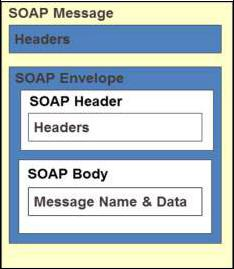 SOAP Message
Headers
SOAP Envelope
SOAP Header
Headers
SOAP Body
Message Name & Data